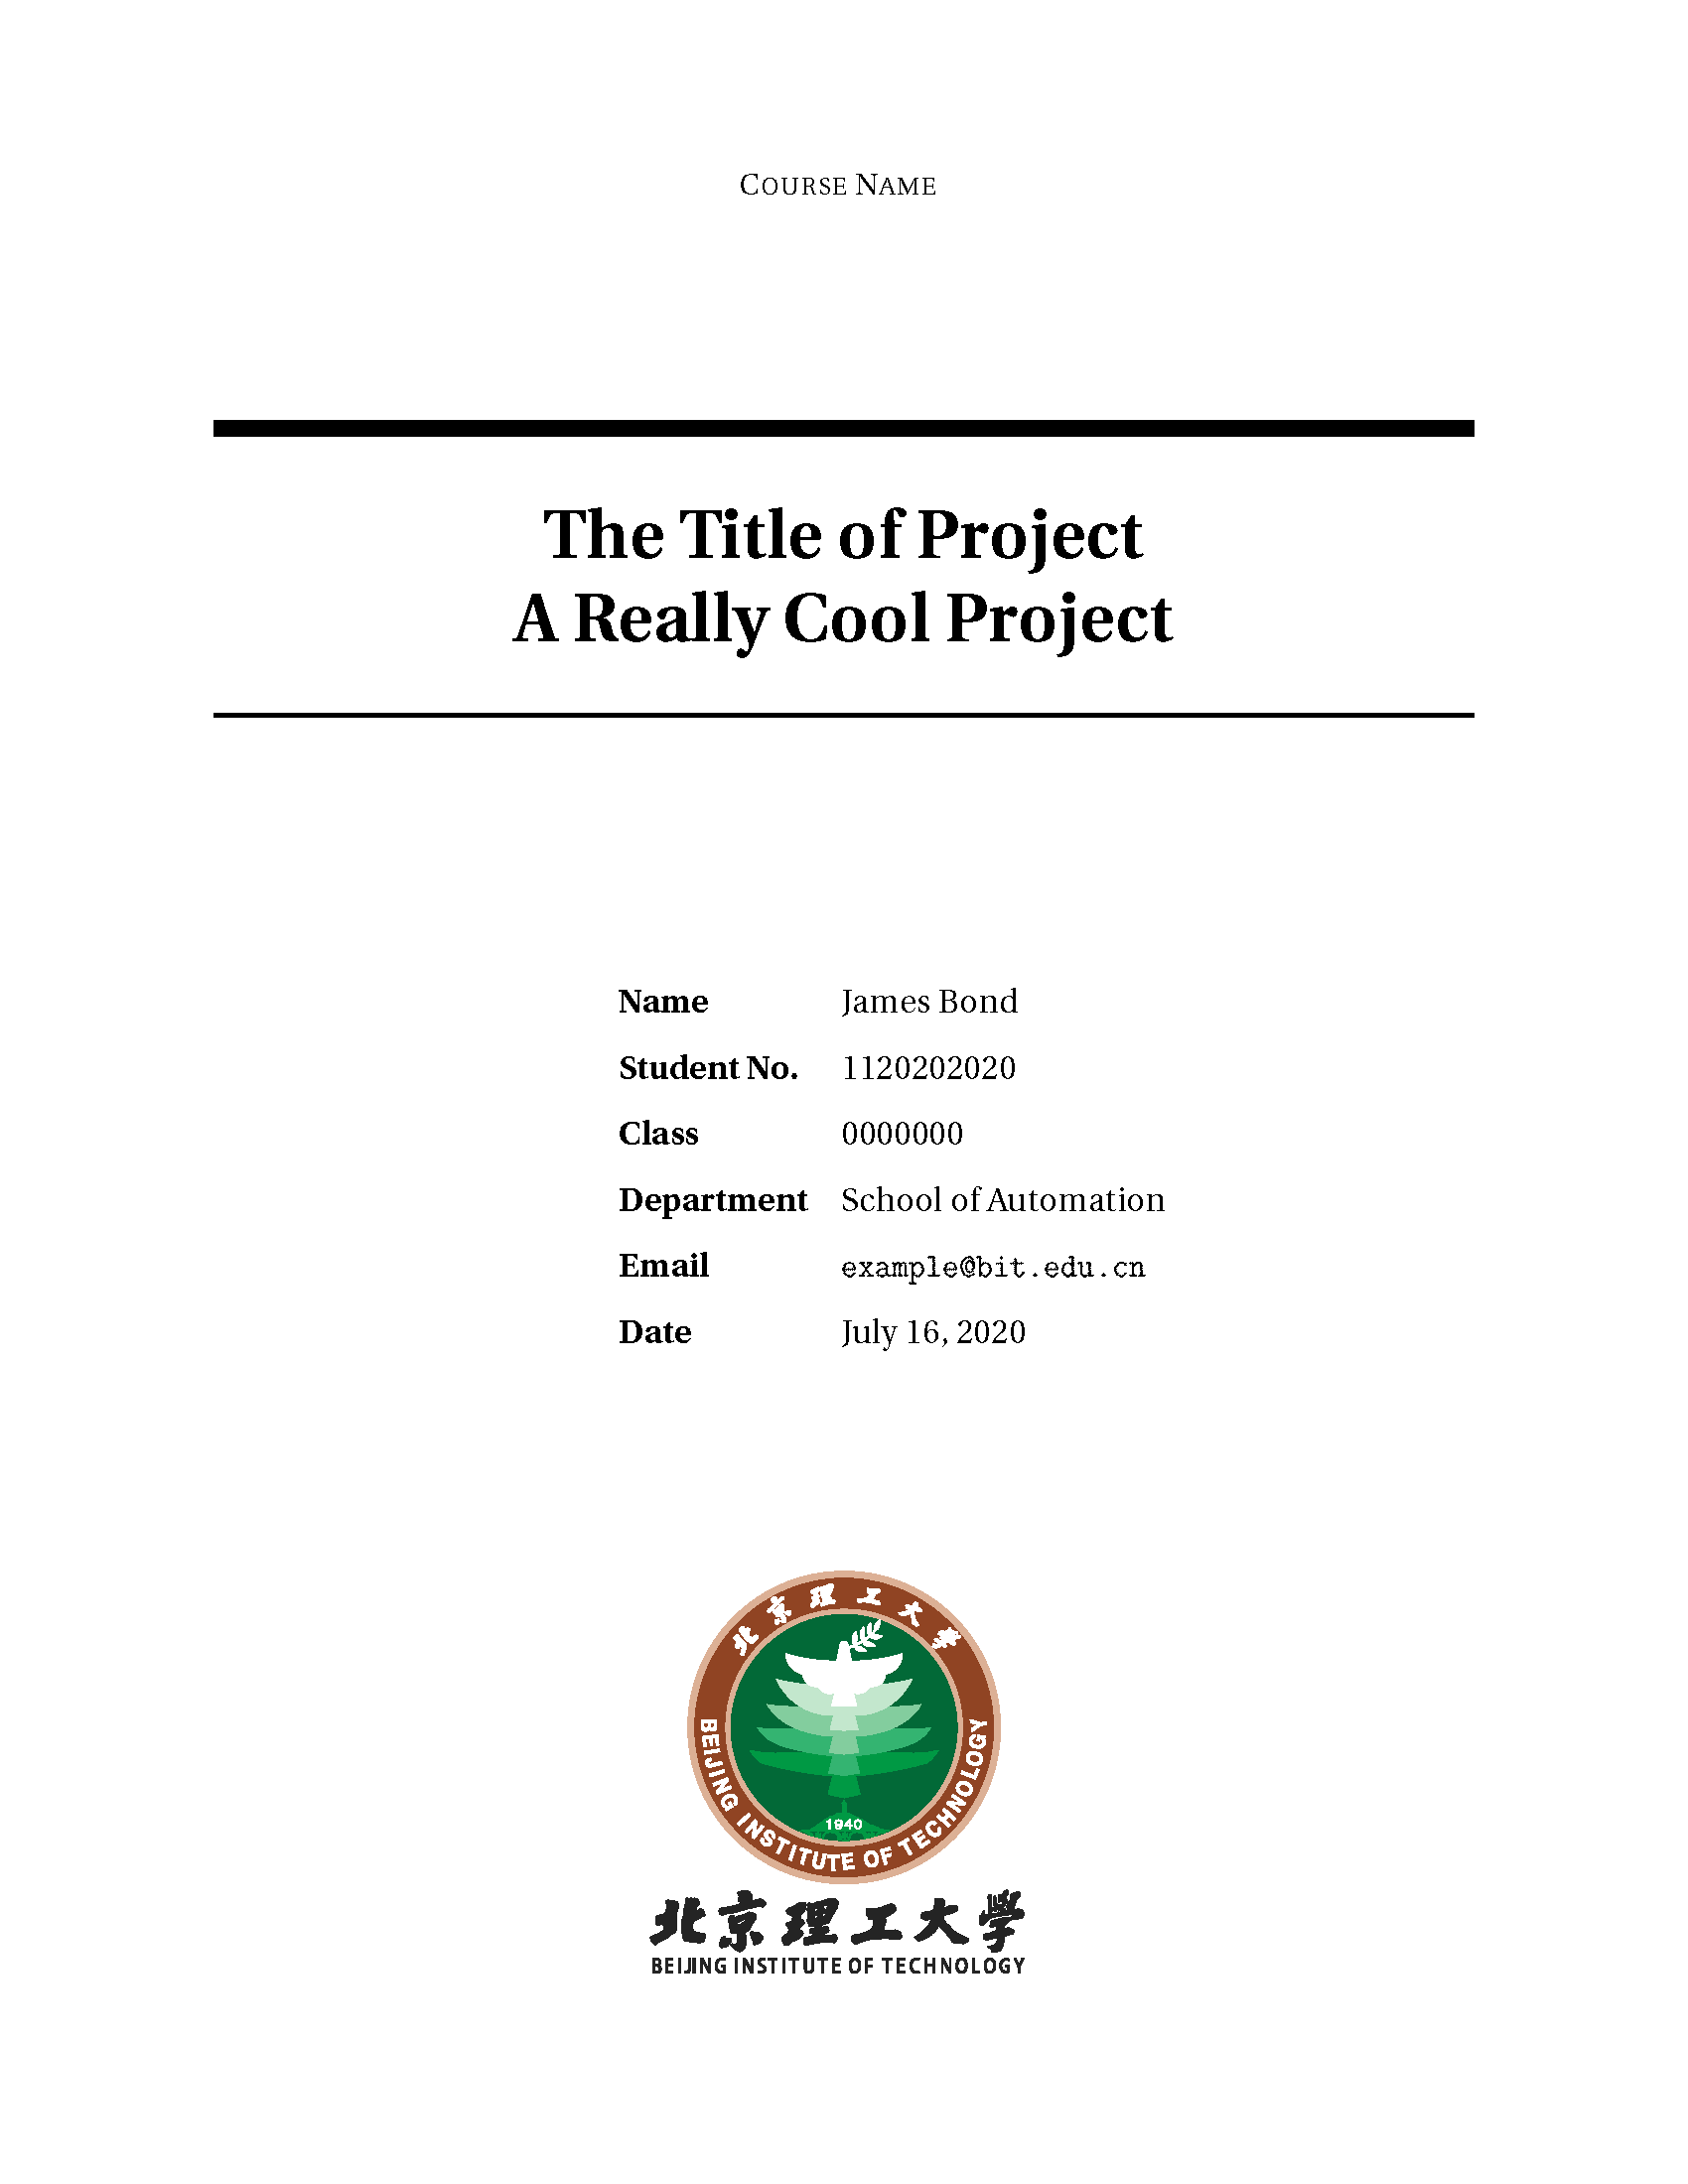 COURSE NAME
The Title of Project
A Really Cool Project
Name James Bond
Student No. 1120202020
Class 0000000
Department School of Automation
Email example@bit.edu.cn
Date July 16, 2020
北京理工大學
BEIJING INSTITUTE OF TECHNOLOGY
1940
北京理工大學
BEIJING INSTITUTE OF TECHNOLOGY